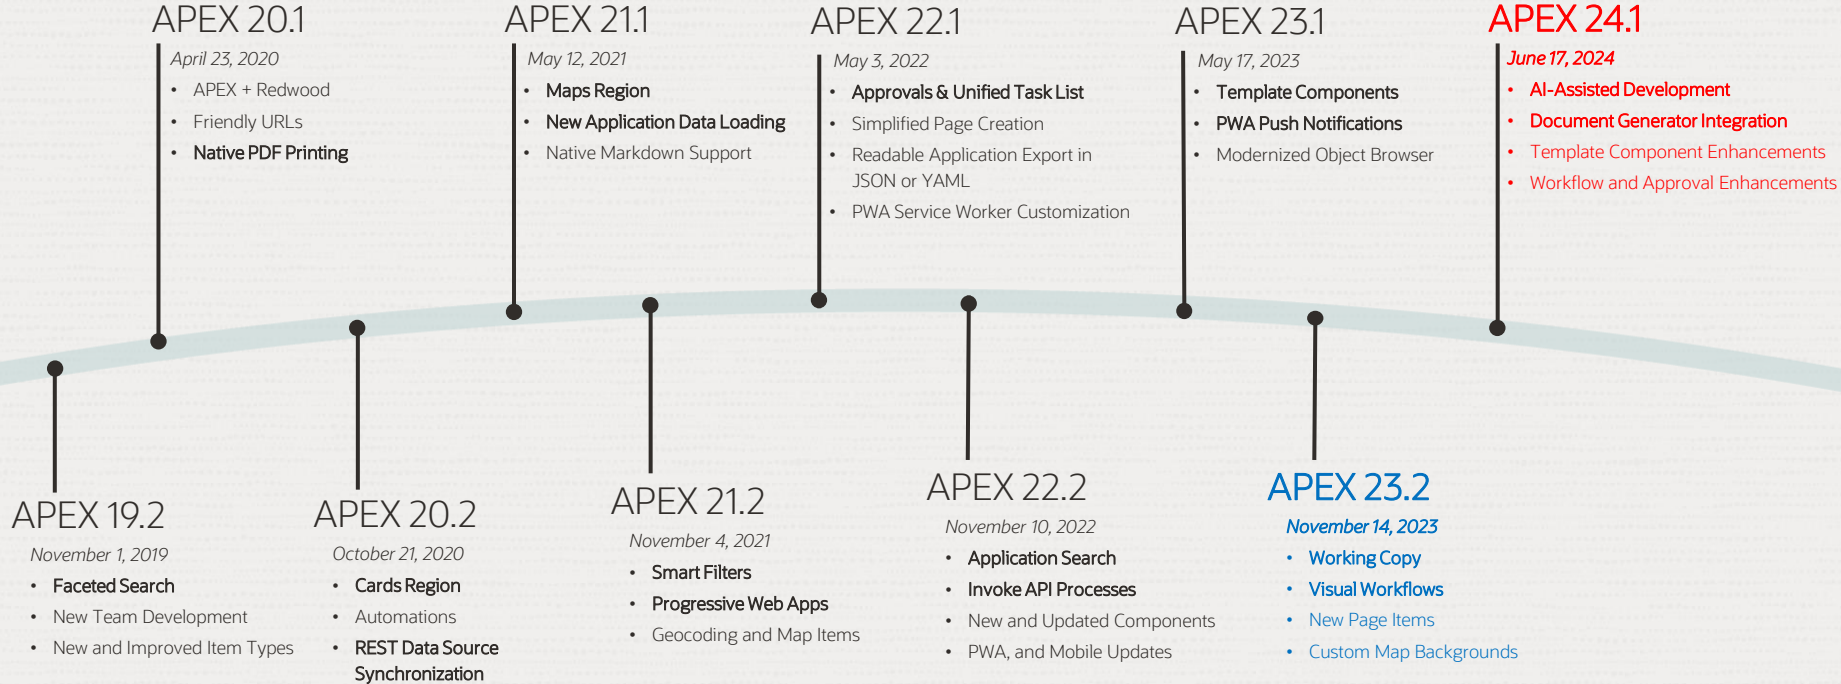 APEX 20.1
April 23, 2020
• APEX + Redwood
• Friendly URLs
• Native PDF Printing
APEX 21.1
May 12, 2021
• Maps Region
• New Application Data Loading
• Native Markdown Support
APEX 22.1
May 3, 2022
• Approvals & Unified Task List
• Simplified Page Creation
• Readable Application Export in
JSON or YAML
• PWA Service Worker Customization
APEX 23.1
May 17, 2023
• Template Components
• PWA Push Notifications
• Modernized Object Browser
APEX 24.1
June 17, 2024
• AI-Assisted Development
• Document Generator Integration
• Template Component Enhancements
• Workflow and Approval Enhancements
APEX 19.2
November 1, 2019
• Faceted Search
• New Team Development
• New and Improved Item Types
APEX 20.2
October 21, 2020
• Cards Region
• Automations
• REST Data Source
Synchronization
APEX 21.2
November 4, 2021
• Smart Filters
• Progressive Web Apps
• Geocoding and Map Items
APEX 22.2
November 10, 2022
• Application Search
• Invoke API Processes
• New and Updated Components
• PWA, and Mobile Updates
APEX 23.2
November 14, 2023
• Working Copy
• Visual Workflows
• New Page Items
• Custom Map Backgrounds